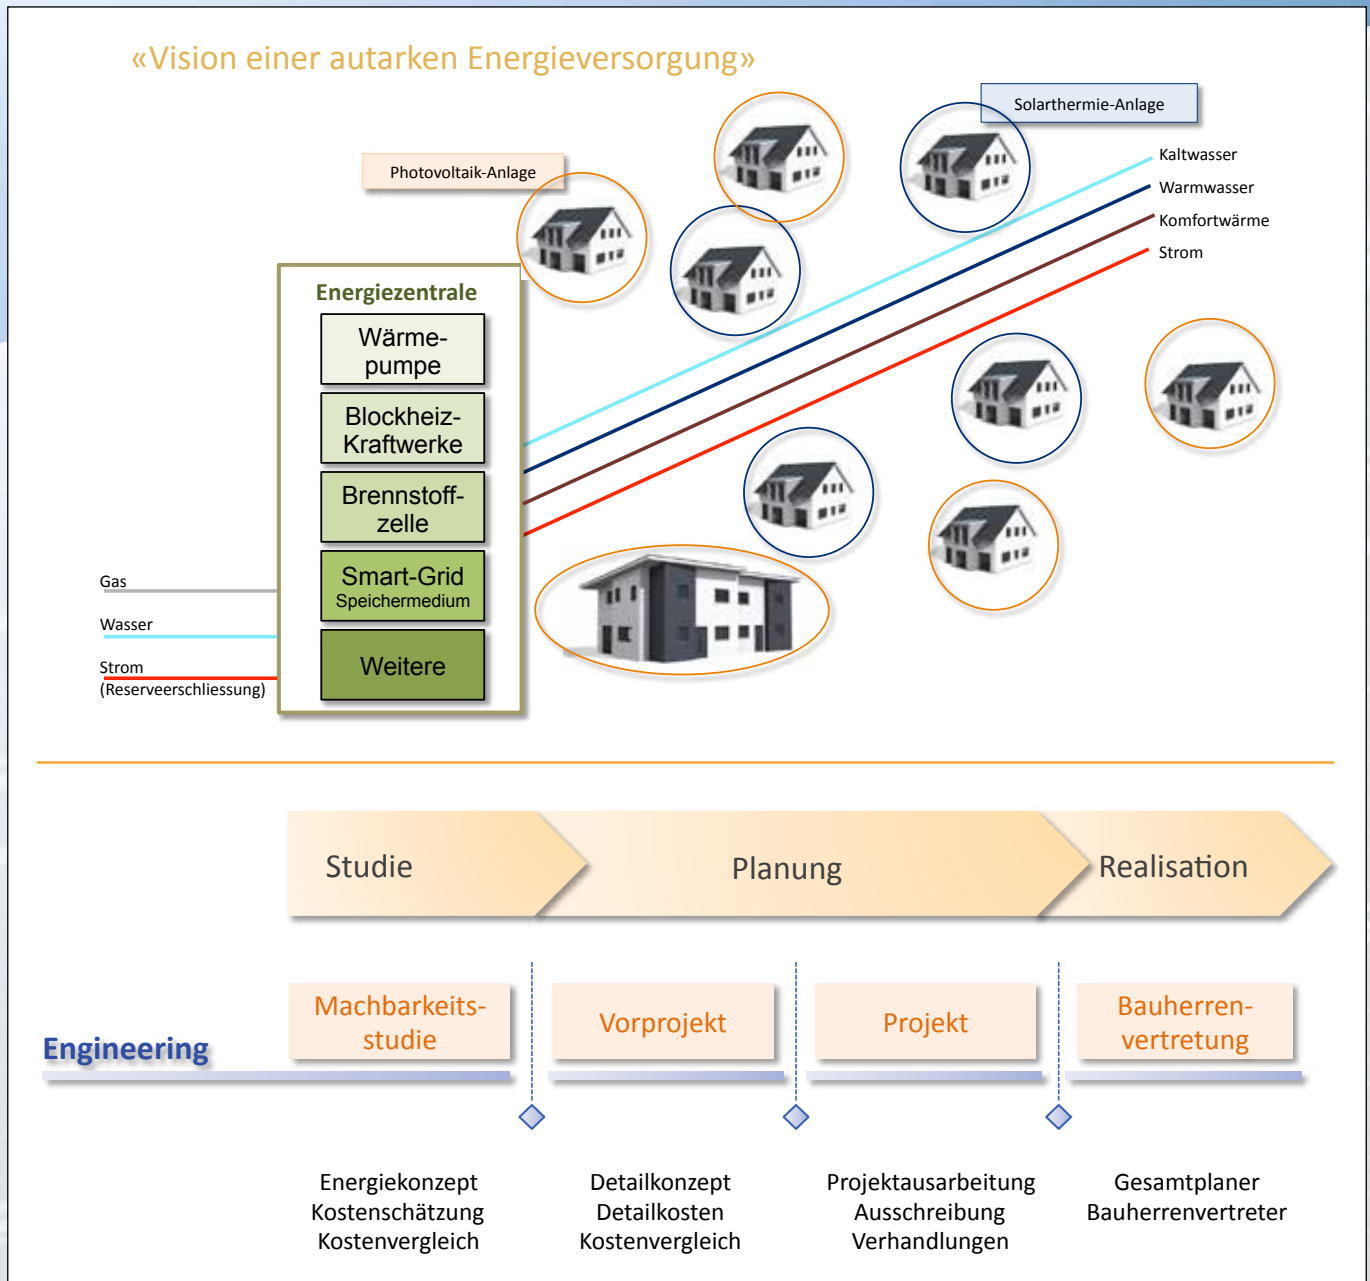 «Vision einer autarken Energieversorgung»
Solarthermie-Anlage
Photovoltaik-Anlage
Kaltwasser
Warmwasser
Komfortwärme
Strom
Energiezentrale
Wärme-
pumpe
Blockheiz-
Kraftwerke
Brennstoff-
zelle
Smart-Grid
Speichermedium
Weitere
Gas
Wasser
Strom
(Reserveerschliessung)
Studie
Planung
Realisation
Engineering
Machbarkeits-
studie
Vorprojekt
Projekt
Bauherren-
vertretung
Energiekonzept
Kostenschätzung
Kostenvergleich
Detailkonzept
Detailkosten
Kostenvergleich
Projektausarbeitung
Ausschreibung
Verhandlungen
Gesamtplaner
Bauherrenvertreter